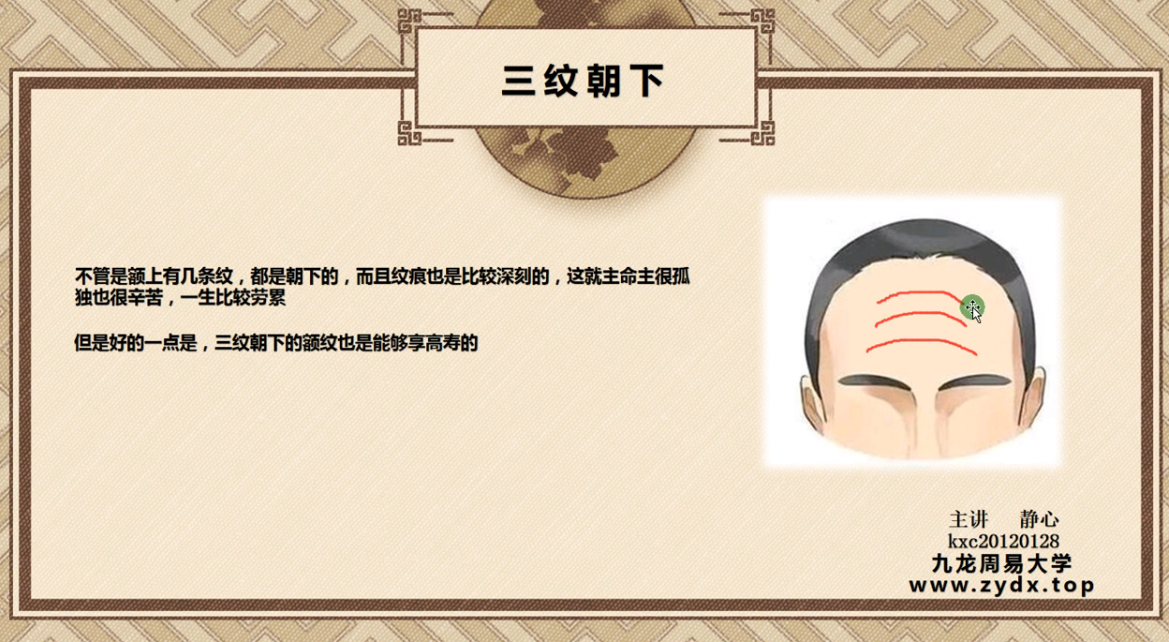 三纹朝下
不管是额上有几条纹，都是朝下的，而且纹痕也是比较深刻的，这就主命主很孤
独也很辛苦，一生比较劳累
但是好的一点是，三纹朝下的额纹也是能够享高寿的
主讲 静心
kxc20120128
九龙周易大学
www.zydx.top